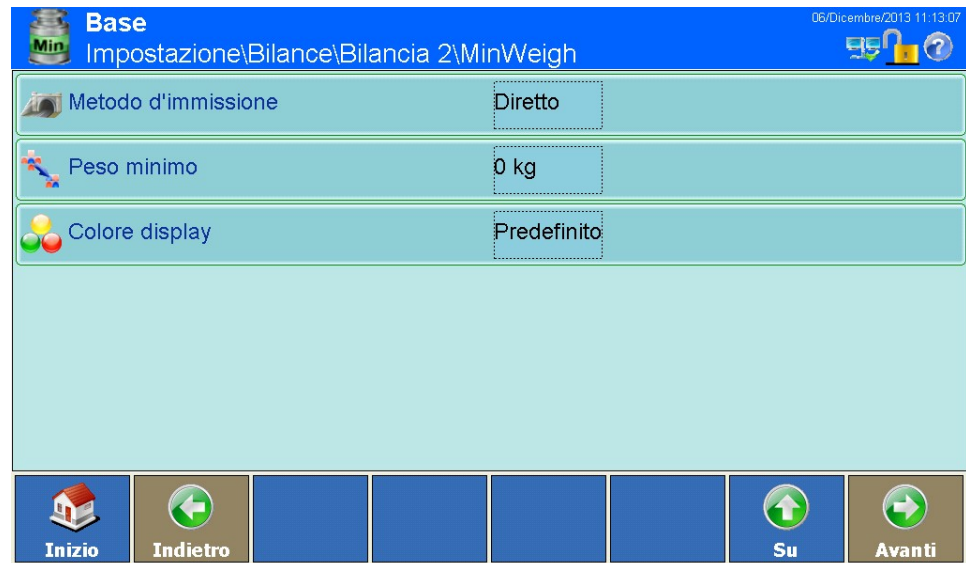 Base
06/Dicembre/2013 11:13:07
Min
Impostazione\Bilance\Bilancia 2\MinWeigh
?
Metodo d'immissione Diretto
Peso minimo 0 kg
Colore display Predefinito
Inizio Indietro Su Avanti